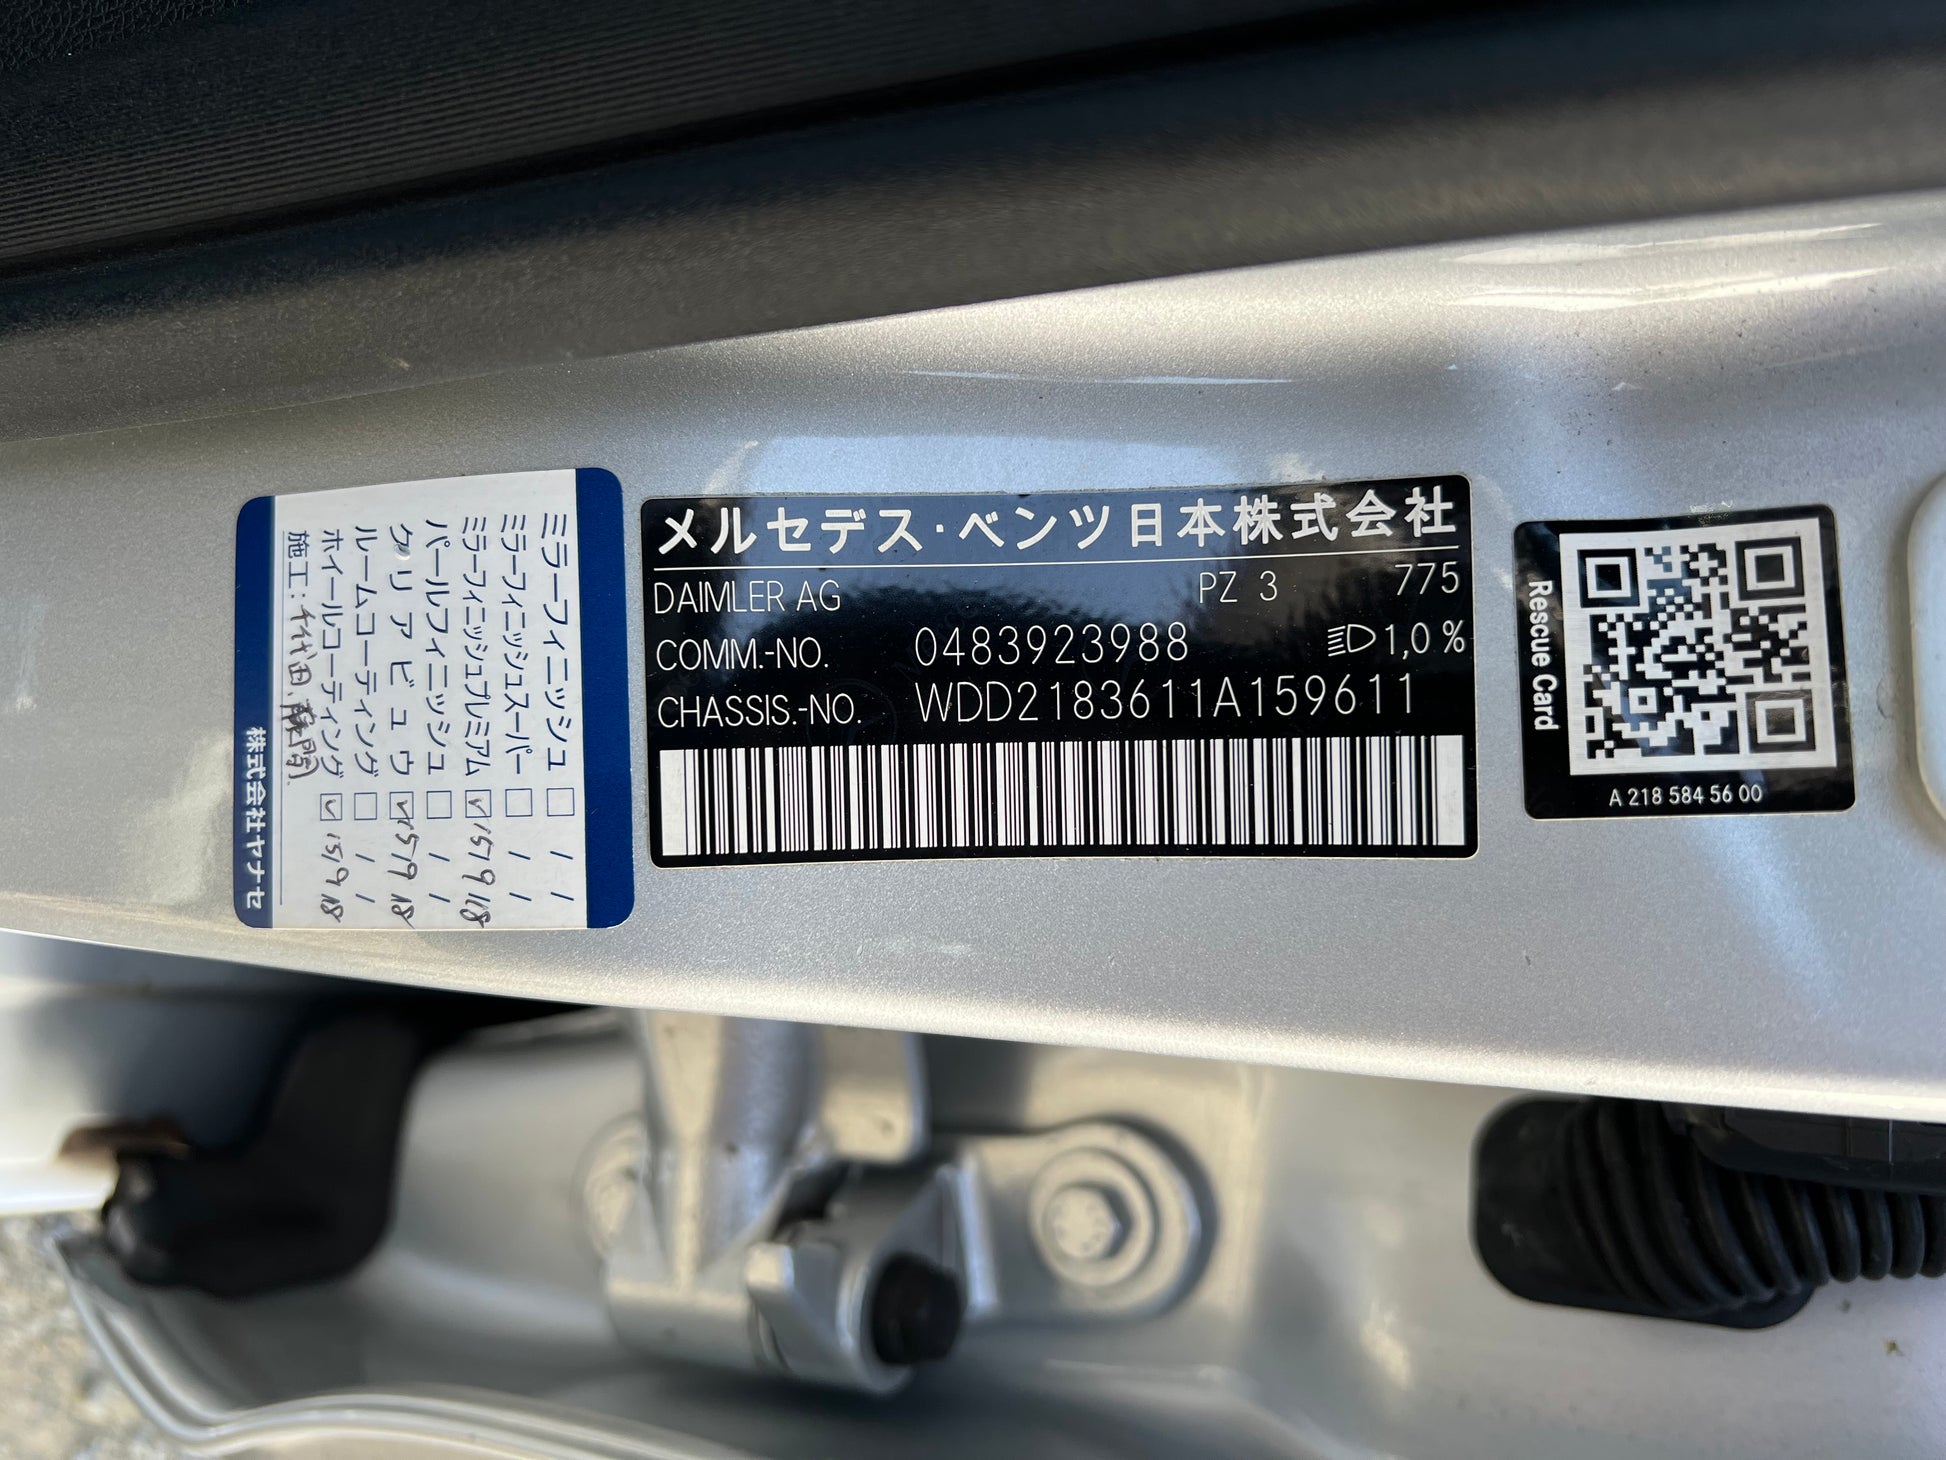 ミラーフィニッシュ □ / /
ミラーフィニッシュスーパー □ / /
ミラーフィニッシュプレミアム ☑ 15/9/18
パールフィニッシュ □ / /
クリアビュウ ☑ 15/9 18
ルームコーティング □ / /
ホイールコーティング ☑ 15/9 18
施工:千代田、
株式会社ヤナセ
メルセデス・ベンツ日本株式会社
DAIMLER AG PZ 3 775
COMM.-NO. 0483923988 1,0 %
CHASSIS.-NO. WDD2183611A159611
Rescue Card
A 218 584 56 00